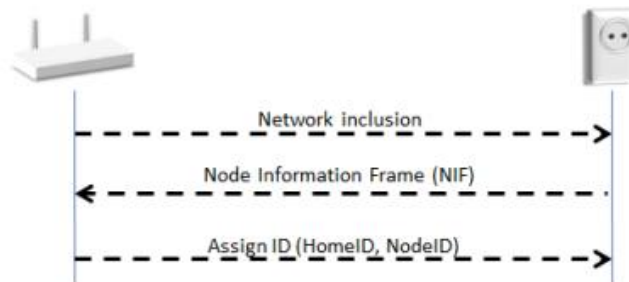 Network inclusion
Node Information Frame (NIF)
Assign ID (HomeID, NodeID)